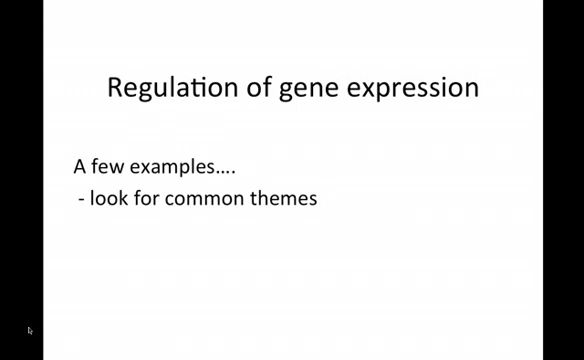 Regulation of gene expression
A few examples....
- look for common themes